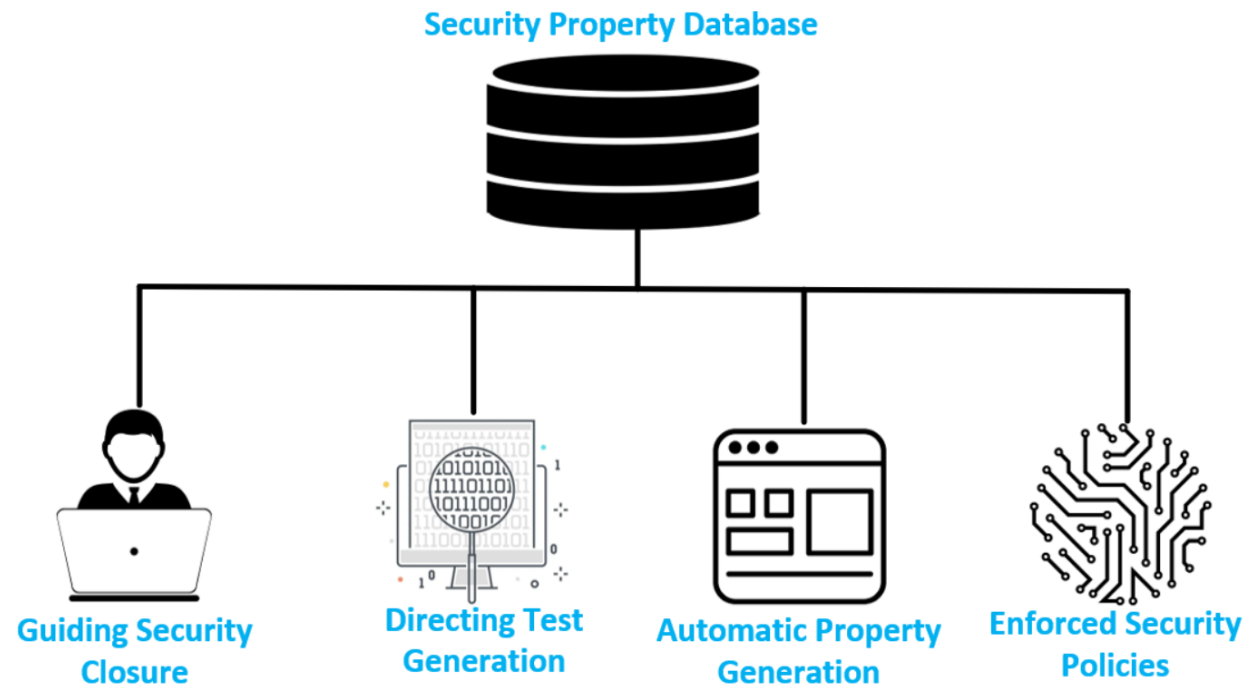 Security Property Database
Guiding Security
Closure
Directing Test
Generation
Automatic Property
Generation
Enforced Security
Policies